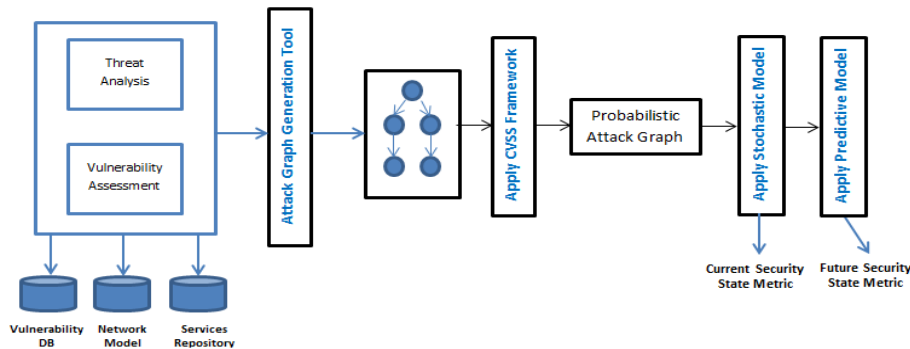 Threat
Analysis
Vulnerability
Assessment
Vulnerability
DB
Network
Model
Services
Repository
Attack Graph Generation Tool
Apply CVSS Framework
Probabilistic
Attack Graph
Apply Stochastic Model
Apply Predictive Model
Current Security
State Metric
Future Security
State Metric